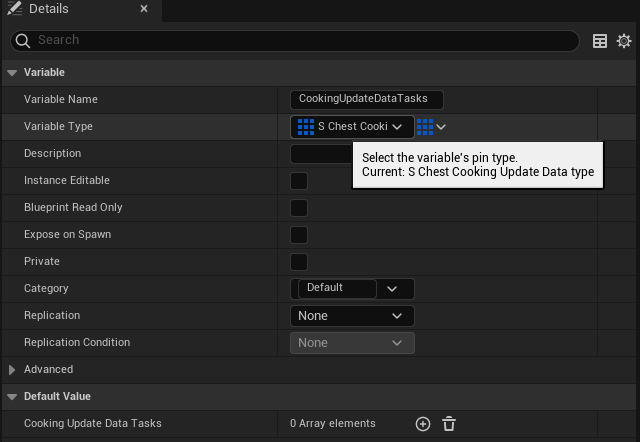 Details
Search
Variable
Variable Name CookingUpdateDataTasks
Variable Type S Chest Cooki
Description
Select the variable's pin type.
Current: S Chest Cooking Update Data type
Instance Editable
Blueprint Read Only
Expose on Spawn
Private
Category Default
Replication None
Replication Condition None
Advanced
Default Value
Cooking Update Data Tasks 0 Array elements